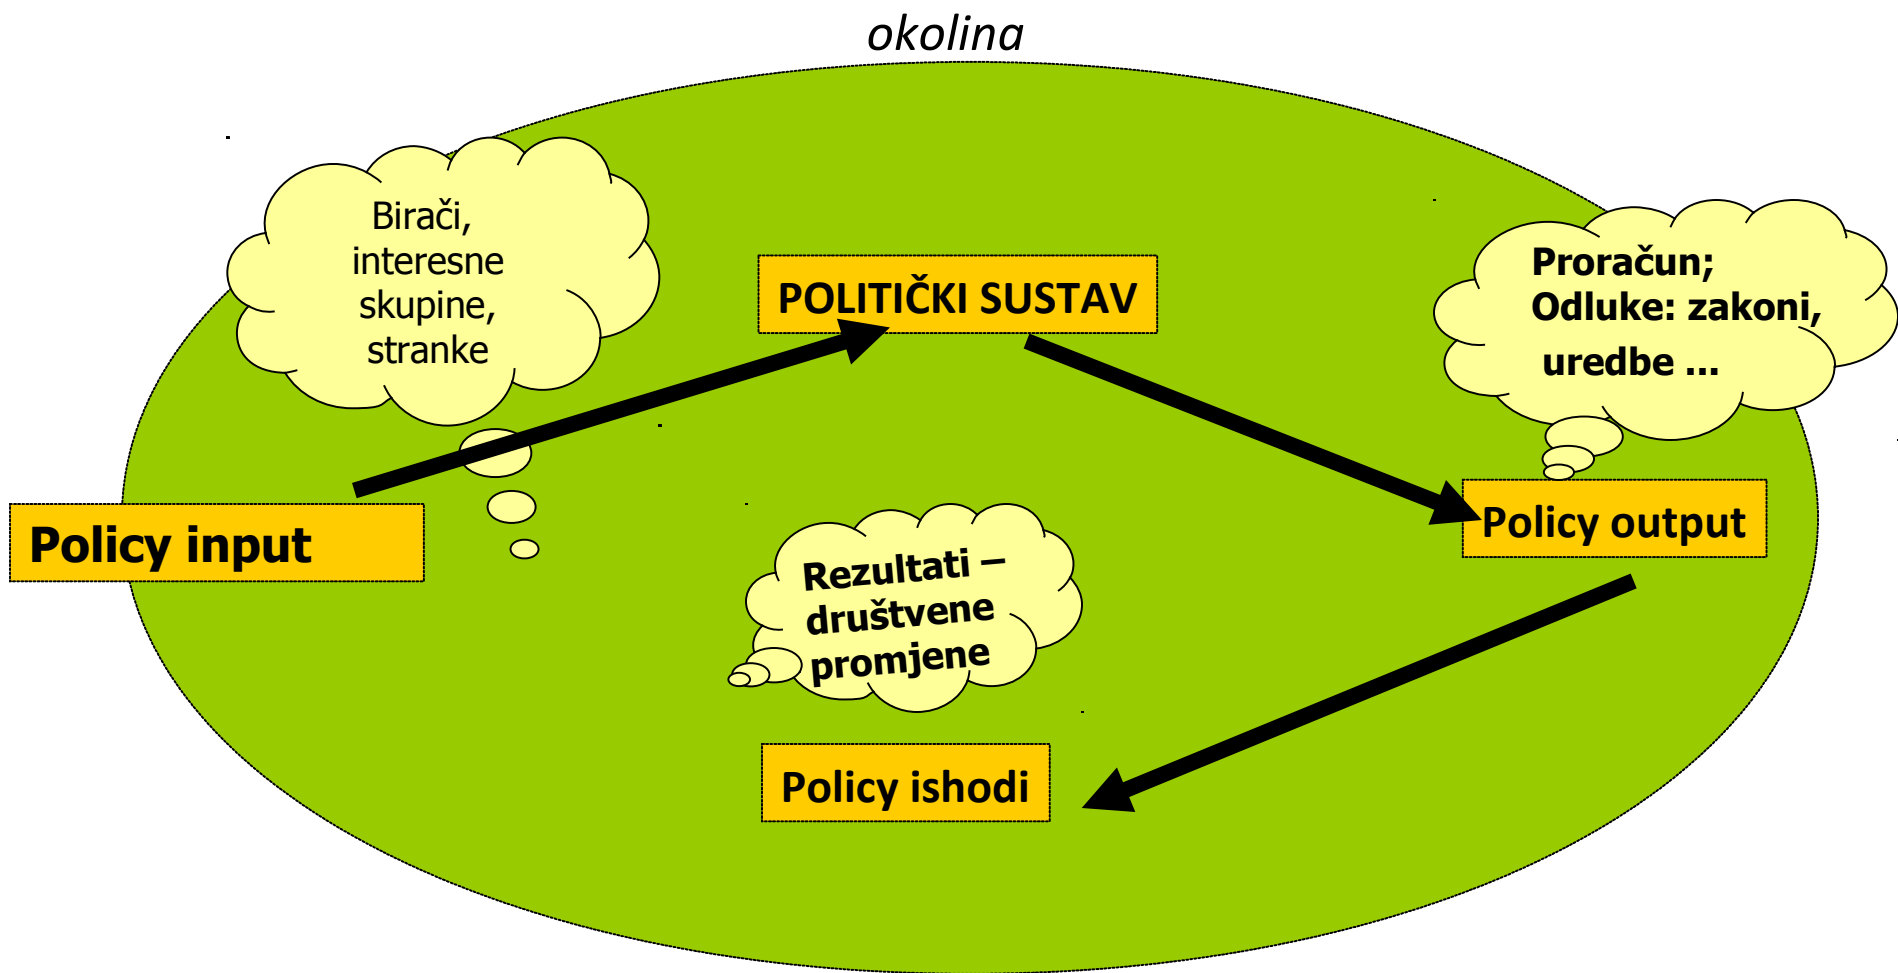 okolina
Birači,
interesne
skupine,
stranke
POLITIČKI SUSTAV
Proračun;
Odluke: zakoni,
uredbe ...
Policy input
Policy output
Rezultati –
društvene
promjene
Policy ishodi